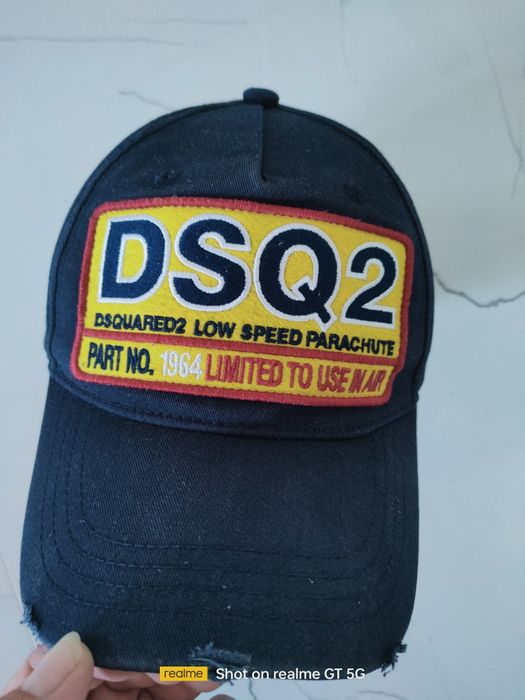 DSQ2
DSQUARED2 LOW SPEED PARACHUTE
PART NO. 1964 LIMITED TO USE IN AIR
realme Shot on realme GT 5G